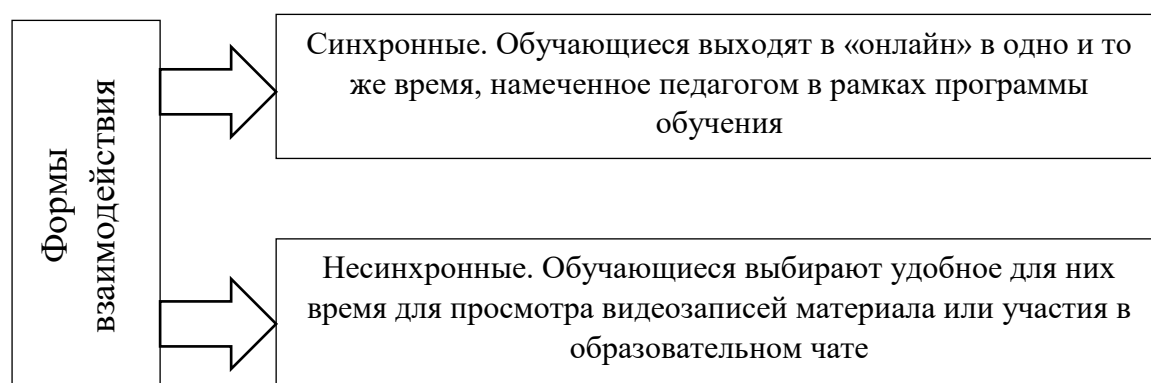 Формы
взаимодействия
Синхронные. Обучающиеся выходят в «онлайн» в одно и то
же время, намеченное педагогом в рамках программы
обучения
Несинхронные. Обучающиеся выбирают удобное для них
время для просмотра видеозаписей материала или участия в
образовательном чате